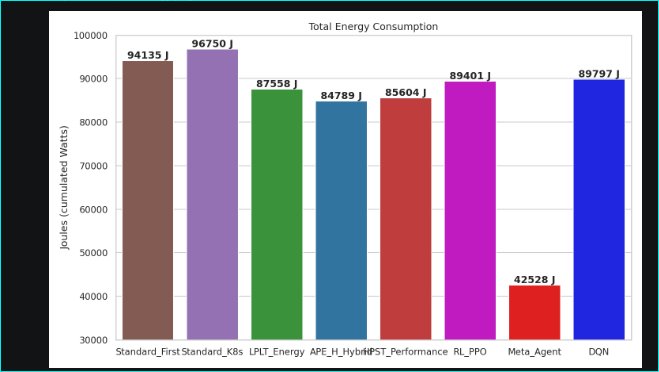 Total Energy Consumption
100000
90000
80000
70000
60000
50000
40000
30000
Joules (cumulated Watts)
94135 J
96750 J
87558 J
84789 J
85604 J
89401 J
42528 J
89797 J
Standard_First Standard_K8s LPLT_Energy APE_H_Hybrid HPST_Performance RL_PPO Meta_Agent DQN